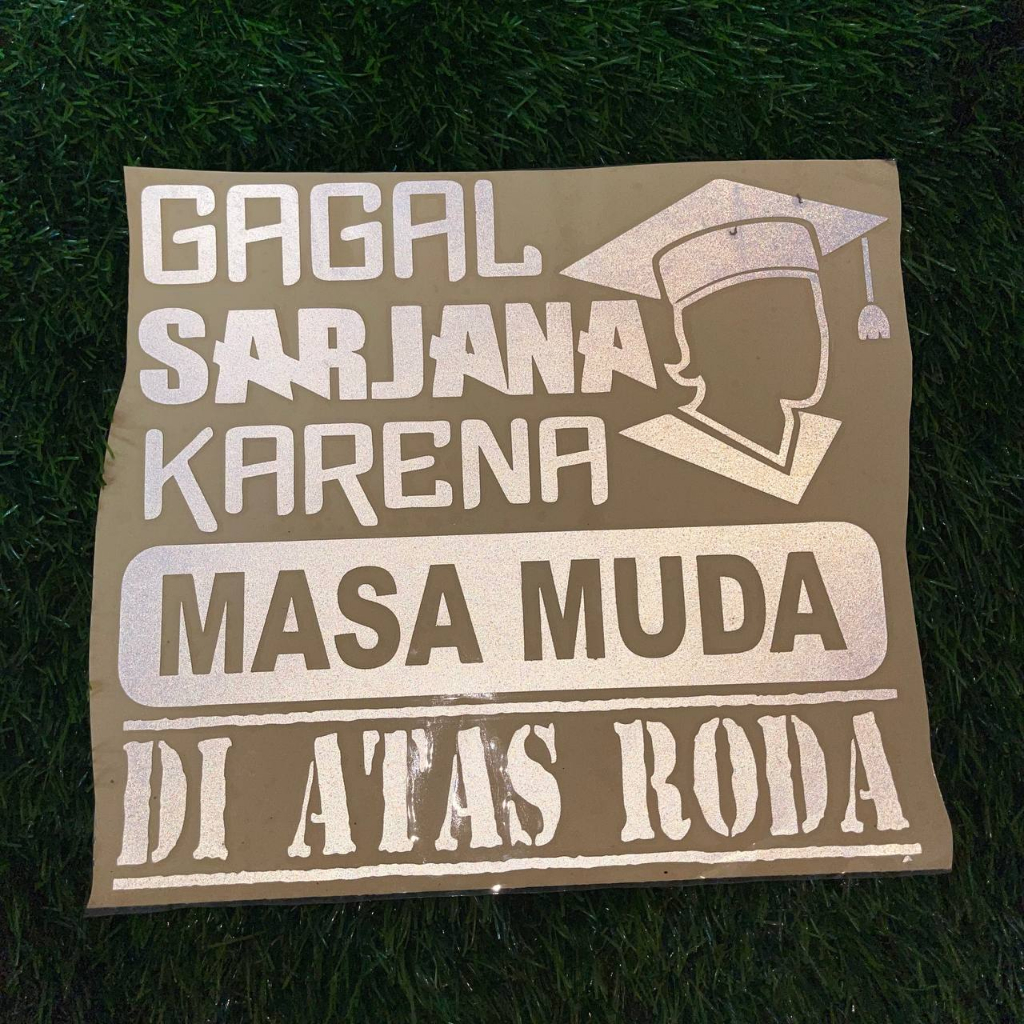 GAGAL
SARJANA
KARENA
MASA MUDA
DI ATAS RODA